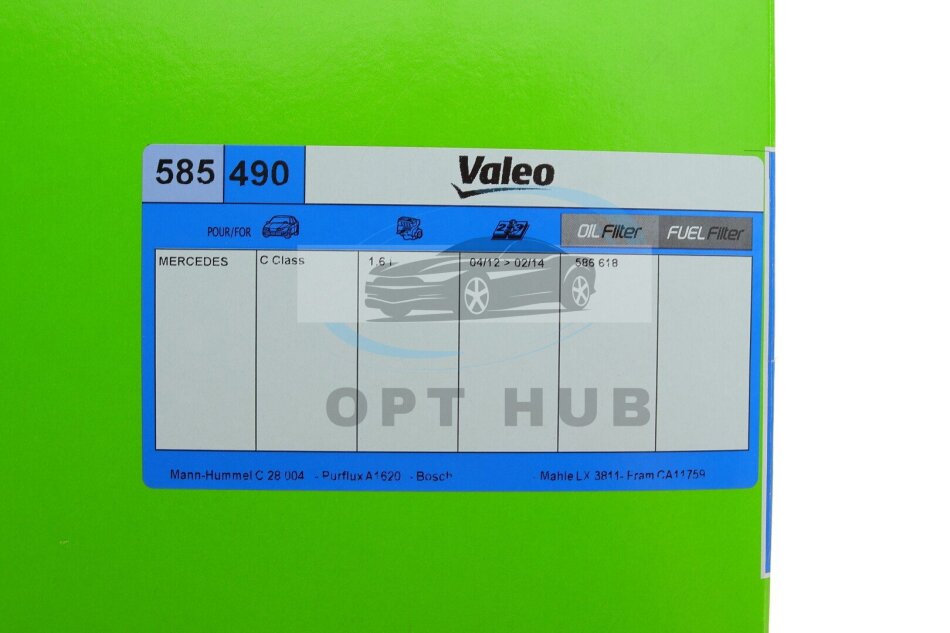 585 490 Valeo
POUR/FOR OIL Filter FUEL Filter
MERCEDES C Class 1.6 i 04/12 > 02/14 586 618
OPT HUB
Mann-Hummel C 28 004 - Purflux A1620 - Bosch - Mahle LX 3811- Fram CA11759